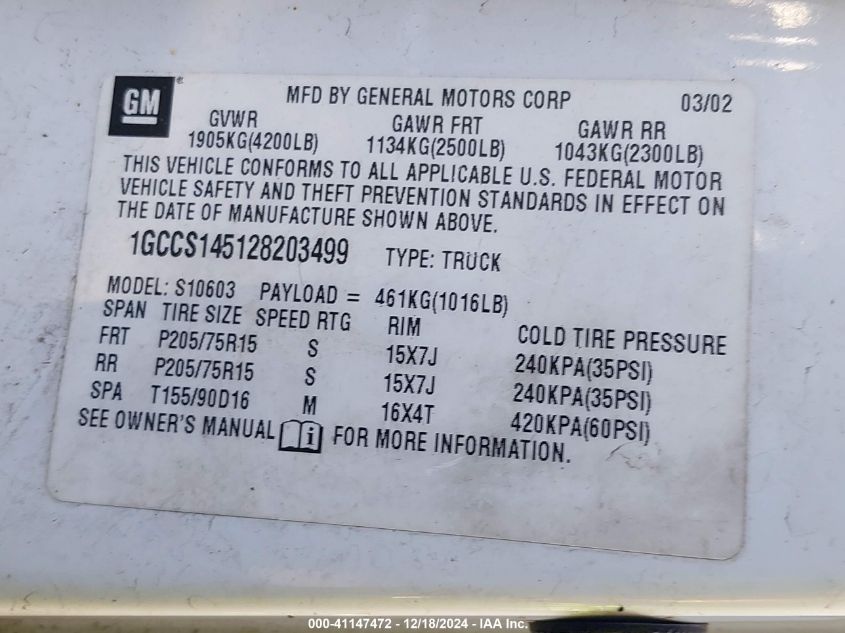 GM ® MFD BY GENERAL MOTORS CORP 03/02
GVWR GAWR FRT GAWR RR
1905KG(4200LB) 1134KG(2500LB) 1043KG(2300LB)
THIS VEHICLE CONFORMS TO ALL APPLICABLE U.S. FEDERAL MOTOR
VEHICLE SAFETY AND THEFT PREVENTION STANDARDS IN EFFECT ON
THE DATE OF MANUFACTURE SHOWN ABOVE.
1GCCS145128203499 TYPE: TRUCK
MODEL: S10603 PAYLOAD = 461KG(1016LB)
SPAN TIRE SIZE SPEED RTG RIM COLD TIRE PRESSURE
FRT P205/75R15 S 15X7J 240KPA(35PSI)
RR P205/75R15 S 15X7J 240KPA(35PSI)
SPA T155/90D16 M 16X4T 420KPA(60PSI)
SEE OWNER'S MANUAL i FOR MORE INFORMATION.
000-41147472 - 12/18/2024 - IAA Inc.